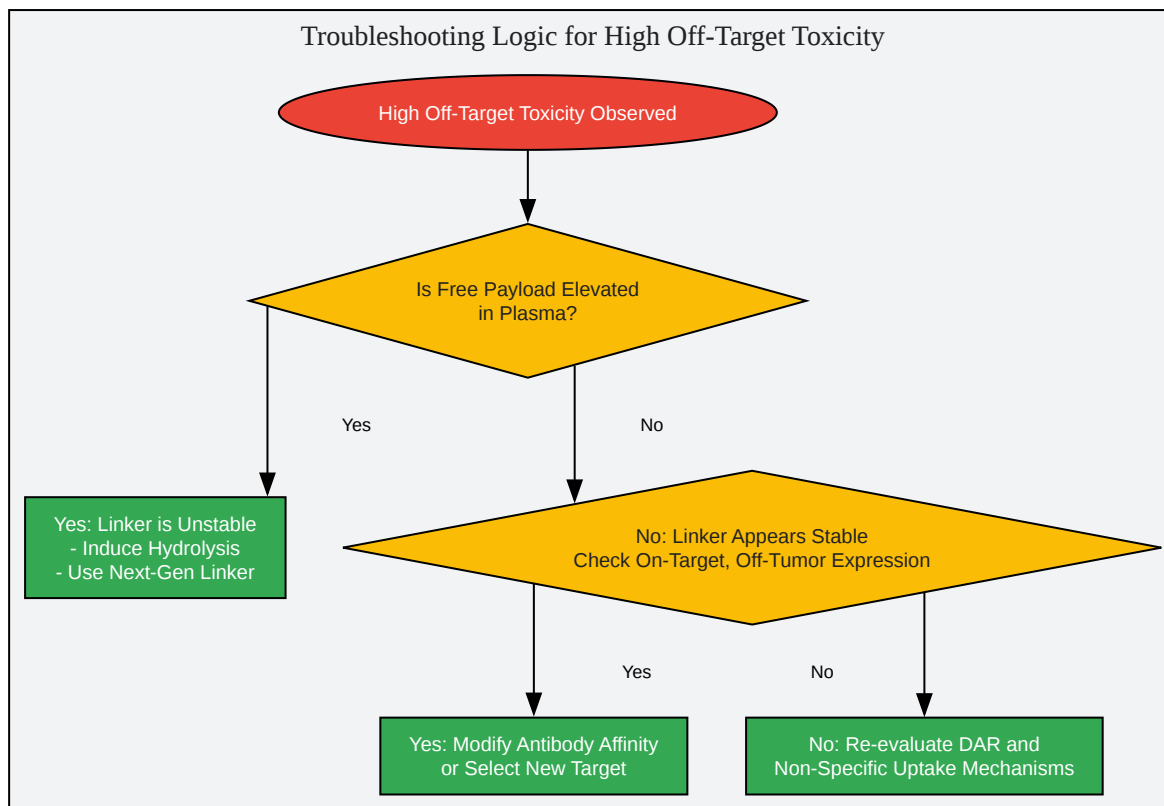 Troubleshooting Logic for High Off-Target Toxicity
High Off-Target Toxicity Observed
Is Free Payload Elevated
in Plasma?
Yes
No
Yes: Linker is Unstable
- Induce Hydrolysis
- Use Next-Gen Linker
No: Linker Appears Stable
Check On-Target, Off-Tumor Expression
Yes
No
Yes: Modify Antibody Affinity
or Select New Target
No: Re-evaluate DAR and
Non-Specific Uptake Mechanisms